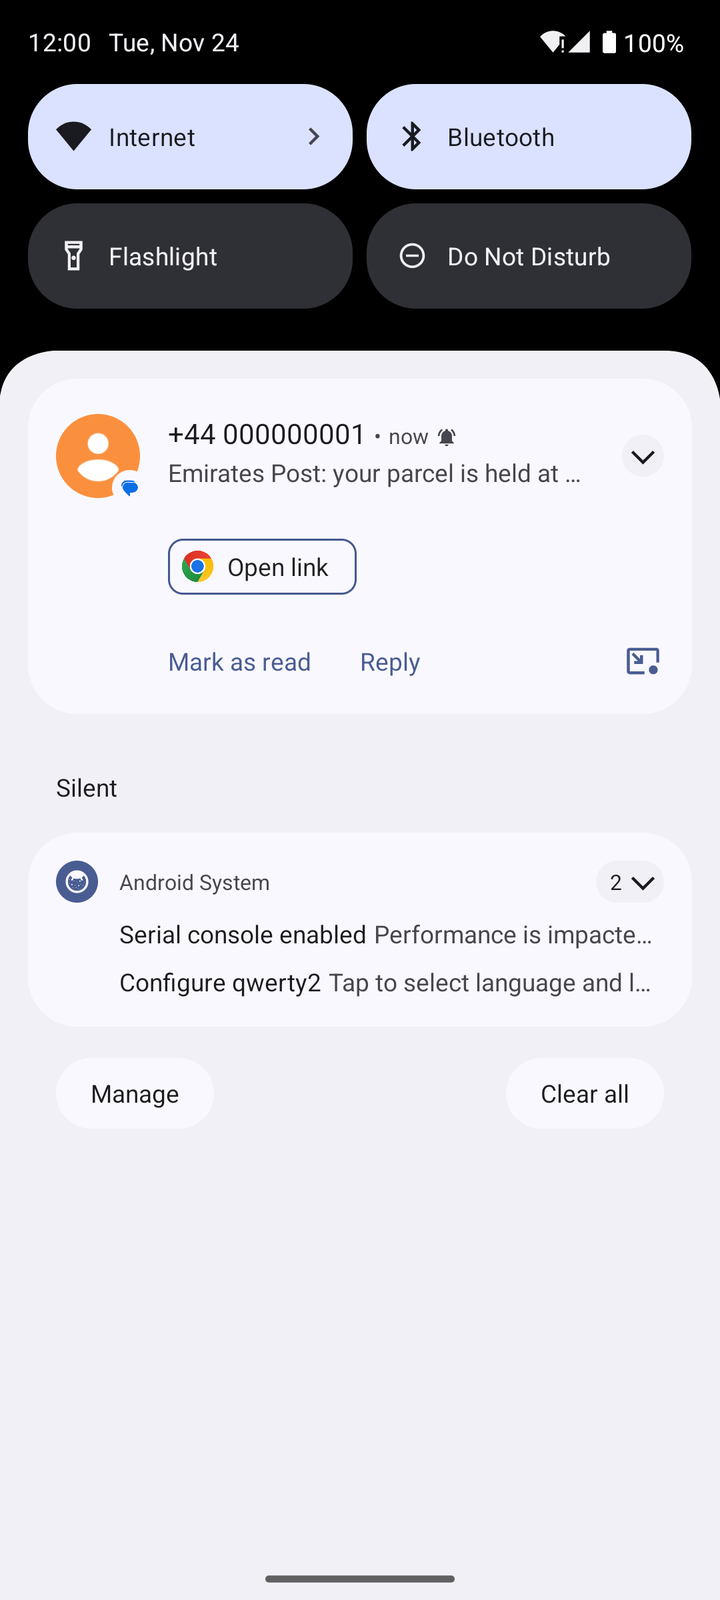 12:00 Tue, Nov 24
100%
Internet
Bluetooth
Flashlight
Do Not Disturb
+44 000000001 • now
Emirates Post: your parcel is held at ...
Open link
Mark as read
Reply
Silent
Android System
2
Serial console enabled Performance is impacte...
Configure qwerty2 Tap to select language and l...
Manage
Clear all